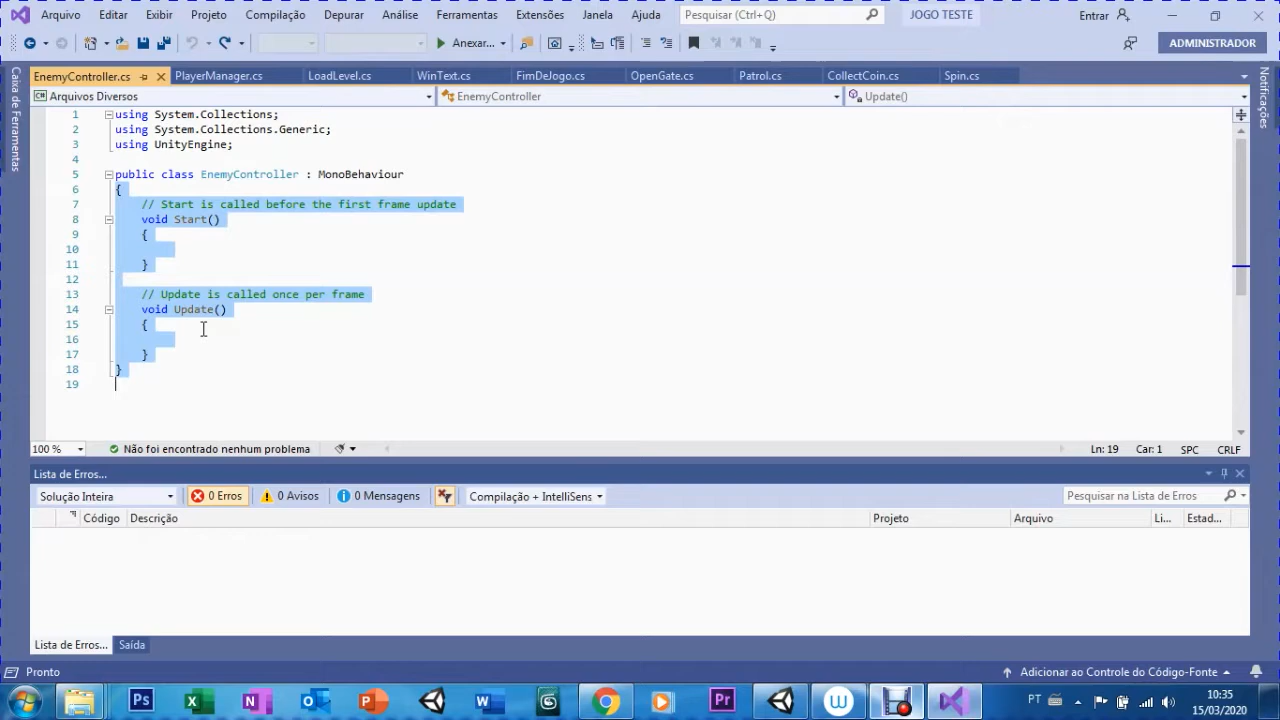 Arquivo Editar Exibir Projeto Compilação Depurar Análise Ferramentas Extensões Janela Ajuda Pesquisar (Ctrl+Q) JOGO TESTE Entrar
Anexar... ADMINISTRADOR
EnemyController.cs PlayerManager.cs LoadLevel.cs WinText.cs FimDeJogo.cs OpenGate.cs Patrol.cs CollectCoin.cs Spin.cs
Arquivos Diversos EnemyController Update()
Caixa de Ferramentas
Notificações
1 using System.Collections;
2 using System.Collections.Generic;
3 using UnityEngine;
4
5 public class EnemyController : MonoBehaviour
6 {
7 // Start is called before the first frame update
8 void Start()
9 {
10
11 }
12
13 // Update is called once per frame
14 void Update()
15 {
16
17 }
18 }
19
100 % Não foi encontrado nenhum problema Ln: 19 Car: 1 SPC CRLF
Lista de Erros...
Solução Inteira 0 Erros 0 Avisos 0 Mensagens Compilação + IntelliSens Pesquisar na Lista de Erros
Código Descrição Projeto Arquivo Li... Estad...
Lista de Erros... Saída
Pronto Adicionar ao Controle do Código-Fonte
Ps X N O P W G W Pr PT 10:35
15/03/2020